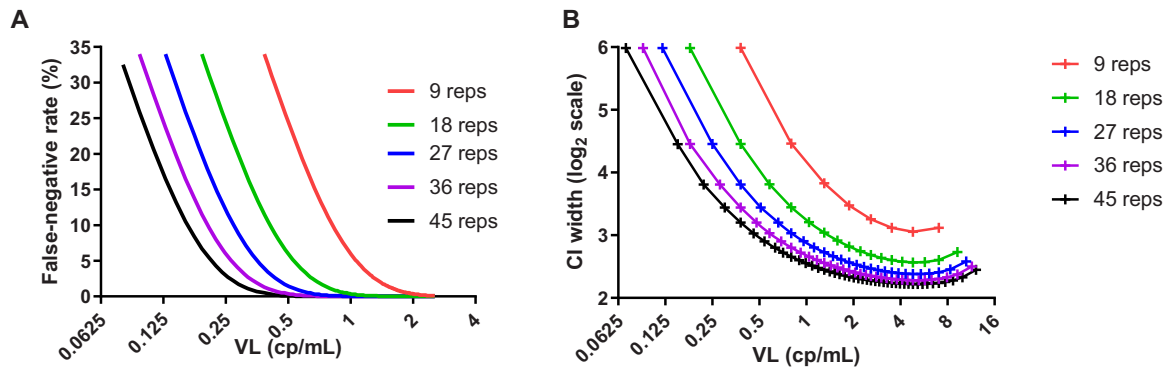 A
False-negative rate (%)
35
30
25
20
15
10
5
0
0.0625
0.125
0.25
0.5
1
2
4
VL (cp/mL)
9 reps
18 reps
27 reps
36 reps
45 reps
B
CI width (log₂ scale)
6
5
4
3
2
0.0625
0.125
0.25
0.5
1
2
4
8
16
VL (cp/mL)
9 reps
18 reps
27 reps
36 reps
45 reps